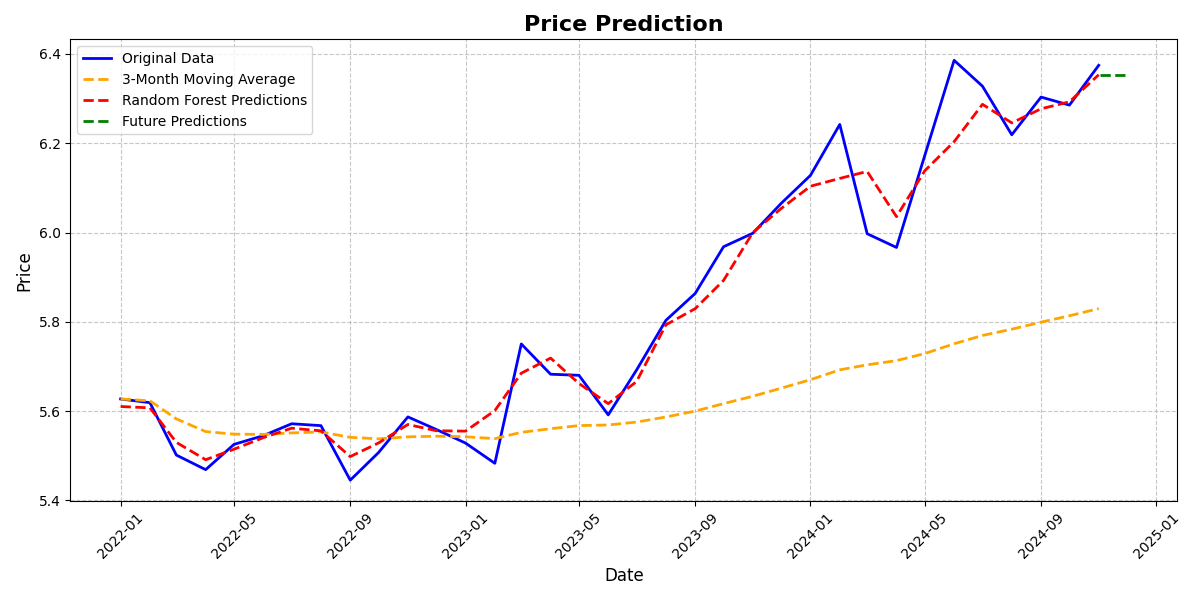 Price Prediction
Original Data
3-Month Moving Average
Random Forest Predictions
Future Predictions
6.4
6.2
6.0
5.8
5.6
5.4
Price
2022-01
2022-05
2022-09
2023-01
2023-05
2023-09
2024-01
2024-05
2024-09
2025-01
Date